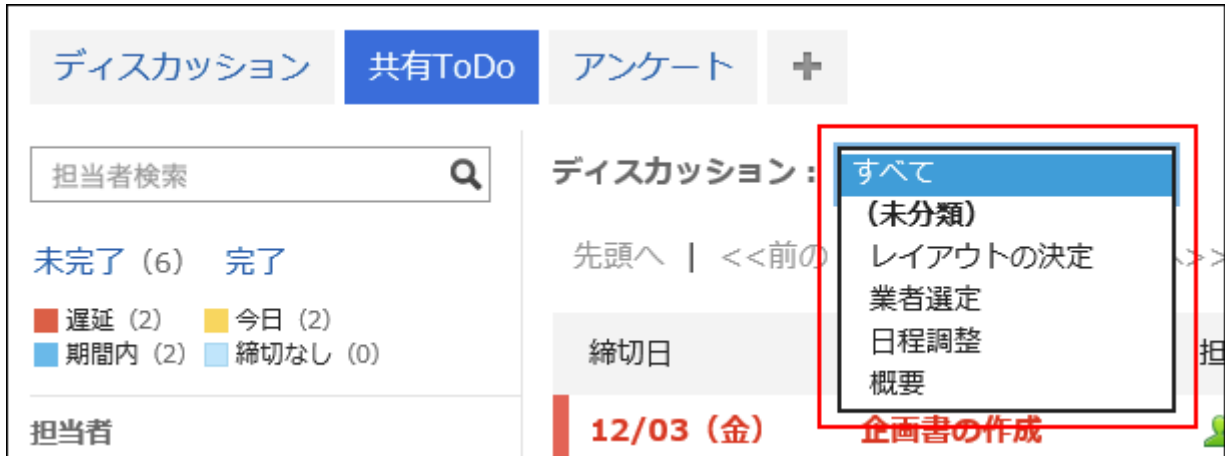 ディスカッション 共有ToDo アンケート +
担当者検索
未完了 (6) 完了
遅延 (2) 今日 (2)
期間内 (2) 締切なし (0)
担当者
ディスカッション:
すべて
(未分類)
レイアウトの決定
業者選定
日程調整
概要
先頭へ | <<前の >>
締切日
12/03(金) 企画書の作成